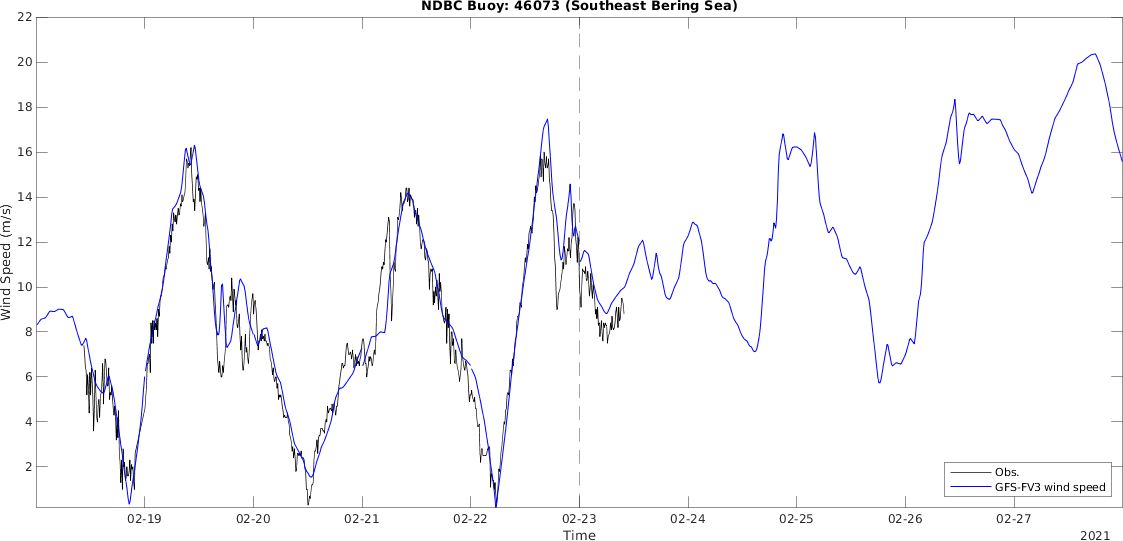 NDBC Buoy: 46073 (Southeast Bering Sea)
22
20
18
16
14
12
10
8
6
4
2
Wind Speed (m/s)
Obs.
GFS-FV3 wind speed
02-19 02-20 02-21 02-22 02-23 02-24 02-25 02-26 02-27
Time 2021